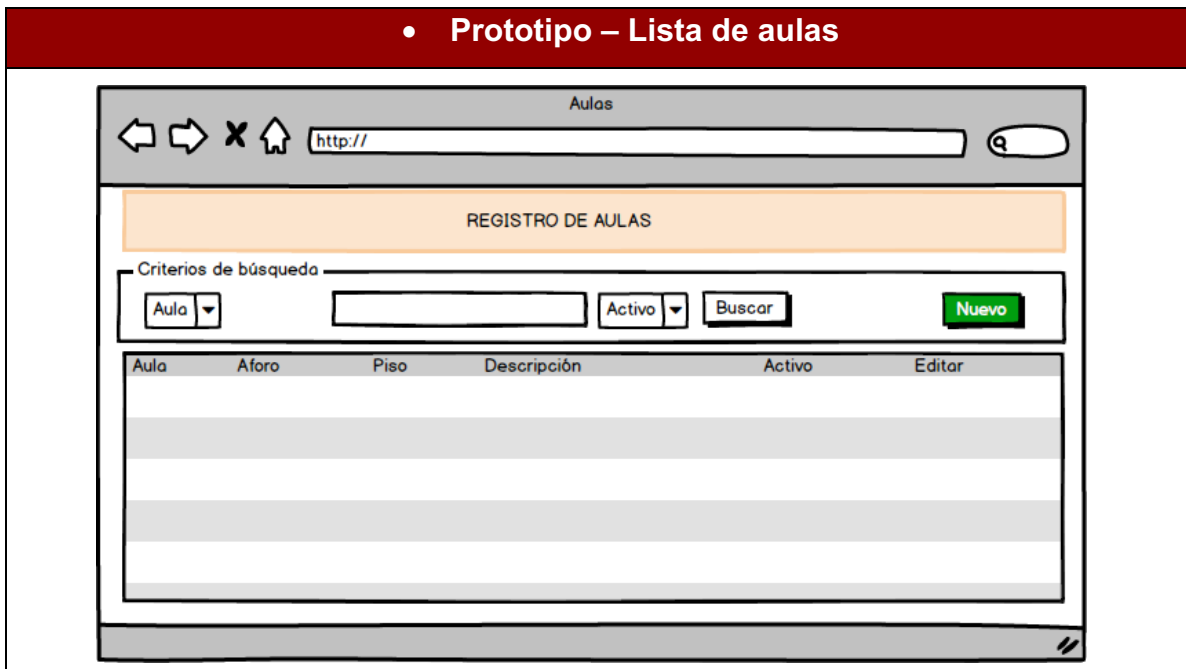 • Prototipo – Lista de aulas
Aulas
http://
REGISTRO DE AULAS
Criterios de búsqueda
Aula Activo Buscar Nuevo
Aula Aforo Piso Descripción Activo Editar